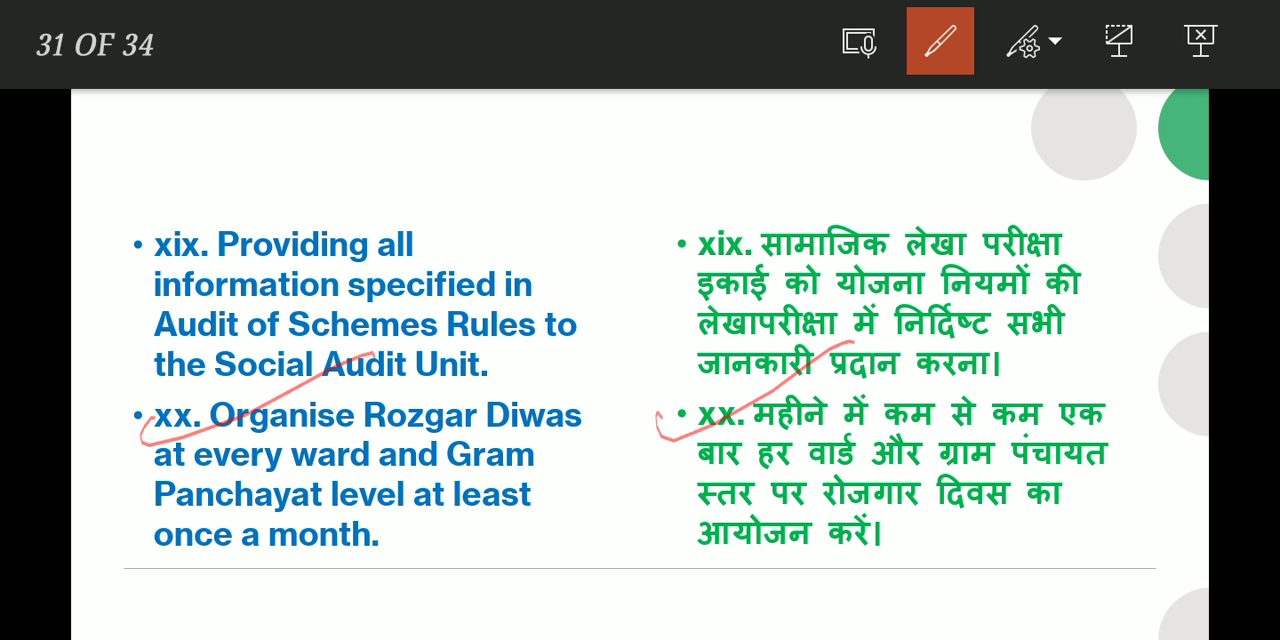 31 OF 34
• xix. Providing all
information specified in
Audit of Schemes Rules to
the Social Audit Unit.
• xx. Organise Rozgar Diwas
at every ward and Gram
Panchayat level at least
once a month.
• xix. सामाजिक लेखा परीक्षा
इकाई को योजना नियमों की
लेखापरीक्षा में निर्दिष्ट सभी
जानकारी प्रदान करना।
• xx. महीने में कम से कम एक
बार हर वार्ड और ग्राम पंचायत
स्तर पर रोजगार दिवस का
आयोजन करें।